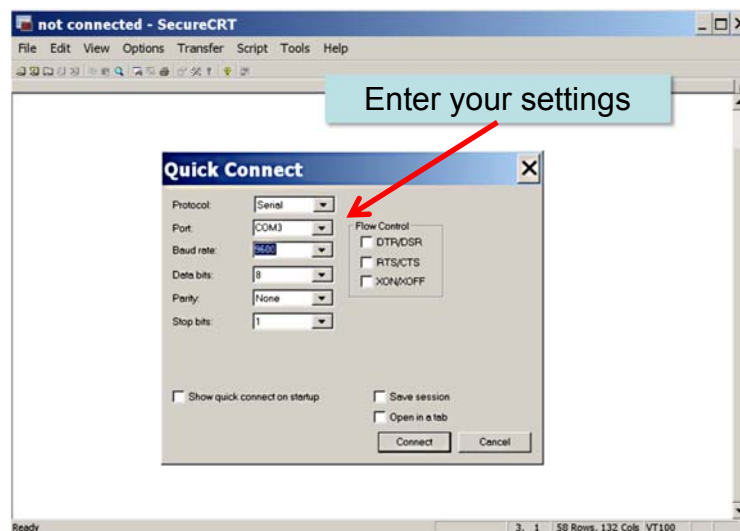 not connected - SecureCRT
File Edit View Options Transfer Script Tools Help
Enter your settings
Quick Connect
Protocol: Serial
Port: COM3
Baud rate: 9600
Data bits: 8
Parity: None
Stop bits: 1
Flow Control
DTR/DSR
RTS/CTS
XON/XOFF
Show quick connect on startup
Save session
Open in a tab
Connect Cancel
Ready 3, 1 58 Rows, 132 Cols VT100